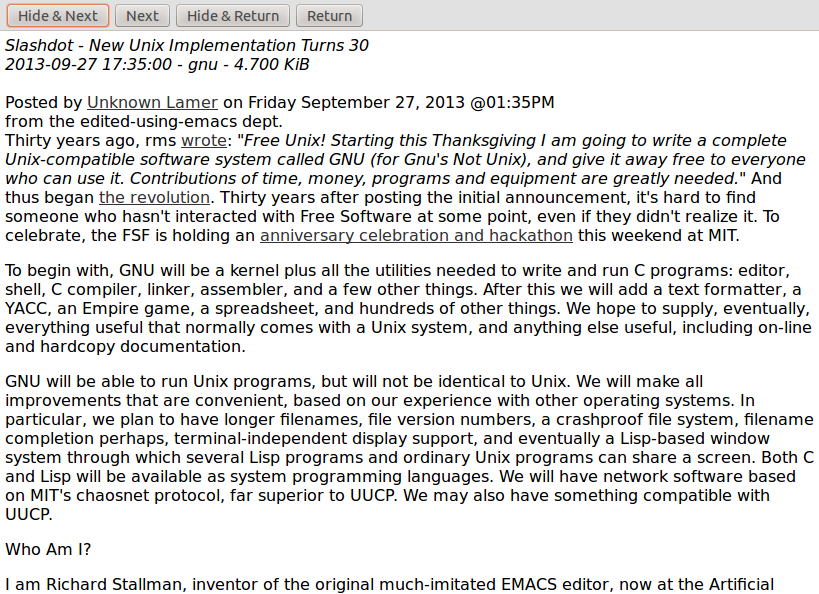 Hide & Next Next Hide & Return Return
Slashdot - New Unix Implementation Turns 30
2013-09-27 17:35:00 - gnu - 4.700 KiB
Posted by Unknown Lamer on Friday September 27, 2013 @01:35PM
from the edited-using-emacs dept.
Thirty years ago, rms wrote: "Free Unix! Starting this Thanksgiving I am going to write a complete
Unix-compatible software system called GNU (for Gnu's Not Unix), and give it away free to everyone
who can use it. Contributions of time, money, programs and equipment are greatly needed." And
thus began the revolution. Thirty years after posting the initial announcement, it's hard to find
someone who hasn't interacted with Free Software at some point, even if they didn't realize it. To
celebrate, the FSF is holding an anniversary celebration and hackathon this weekend at MIT.
To begin with, GNU will be a kernel plus all the utilities needed to write and run C programs: editor,
shell, C compiler, linker, assembler, and a few other things. After this we will add a text formatter, a
YACC, an Empire game, a spreadsheet, and hundreds of other things. We hope to supply, eventually,
everything useful that normally comes with a Unix system, and anything else useful, including on-line
and hardcopy documentation.
GNU will be able to run Unix programs, but will not be identical to Unix. We will make all
improvements that are convenient, based on our experience with other operating systems. In
particular, we plan to have longer filenames, file version numbers, a crashproof file system, filename
completion perhaps, terminal-independent display support, and eventually a Lisp-based window
system through which several Lisp programs and ordinary Unix programs can share a screen. Both C
and Lisp will be available as system programming languages. We will have network software based
on MIT's chaosnet protocol, far superior to UUCP. We may also have something compatible with
UUCP.
Who Am I?
I am Richard Stallman, inventor of the original much-imitated EMACS editor, now at the Artificial